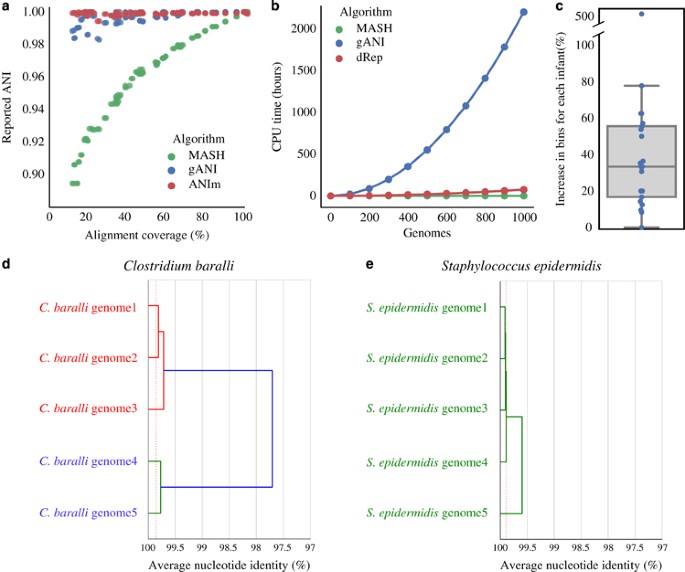 a
Reported ANI
1.00
0.98
0.96
0.94
0.92
0.90
Algorithm
MASH
gANI
ANIm
0 20 40 60 80 100
Alignment coverage (%)
b
CPU time (hours)
Algorithm
MASH
gANI
dRep
2000
1500
1000
500
0
0 200 400 600 800 1000
Genomes
c
Increase in bins for each infant(%)
500
100
80
60
40
20
0
d
Clostridium baralli
C. baralli genome1
C. baralli genome2
C. baralli genome3
C. baralli genome4
C. baralli genome5
100 99.5 99 98.5 98 97.5 97
Average nucleotide identity (%)
e
Staphylococcus epidermidis
S. epidermidis genome1
S. epidermidis genome2
S. epidermidis genome3
S. epidermidis genome4
S. epidermidis genome5
100 99.5 99 98.5 98 97.5 97
Average nucleotide identity (%)